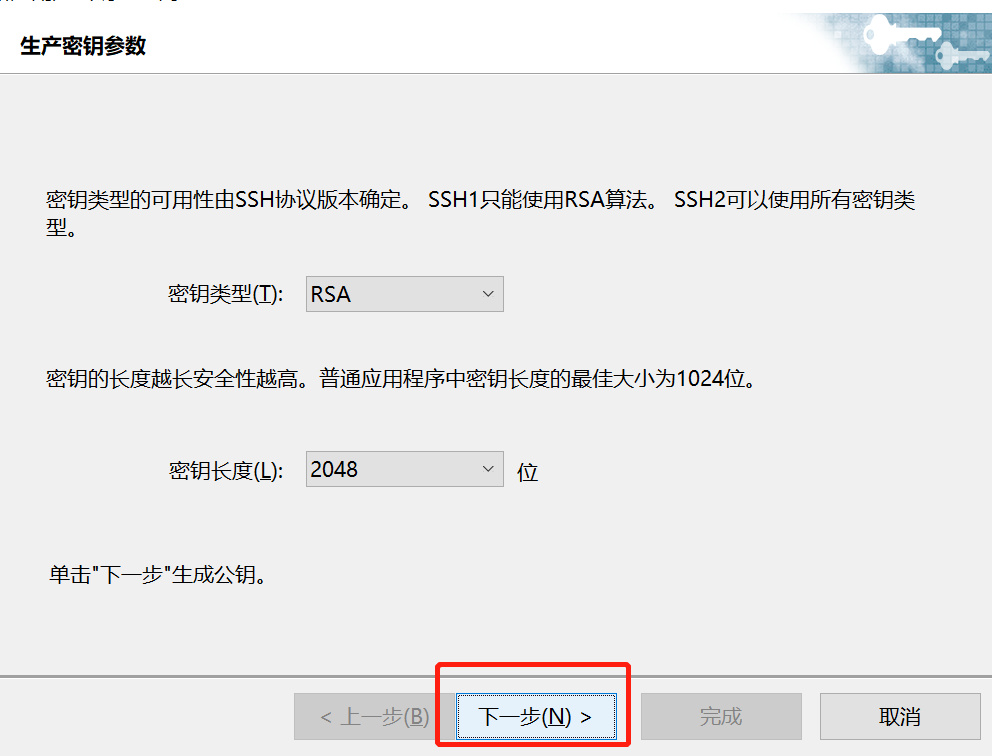 生产密钥参数
密钥类型的可用性由SSH协议版本确定。 SSH1只能使用RSA算法。 SSH2可以使用所有密钥类
型。
密钥类型(T): RSA
密钥的长度越长安全性越高。普通应用程序中密钥长度的最佳大小为1024位。
密钥长度(L): 2048 位
单击"下一步"生成公钥。
< 上一步(B) 下一步(N) > 完成 取消